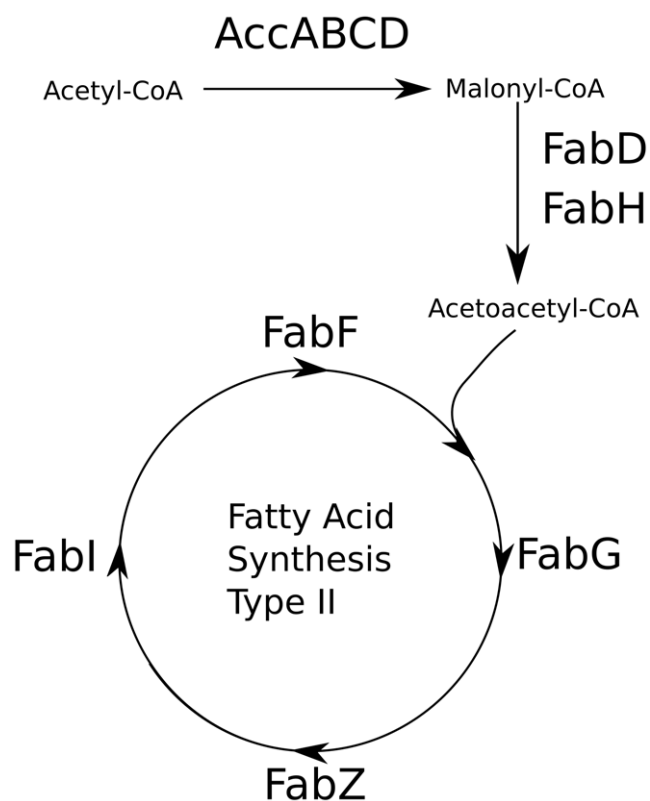 AccABCD
Acetyl-CoA
Malonyl-CoA
FabD
FabH
Acetoacetyl-CoA
FabF
Fatty Acid
Synthesis
Type II
FabI
FabG
FabZ